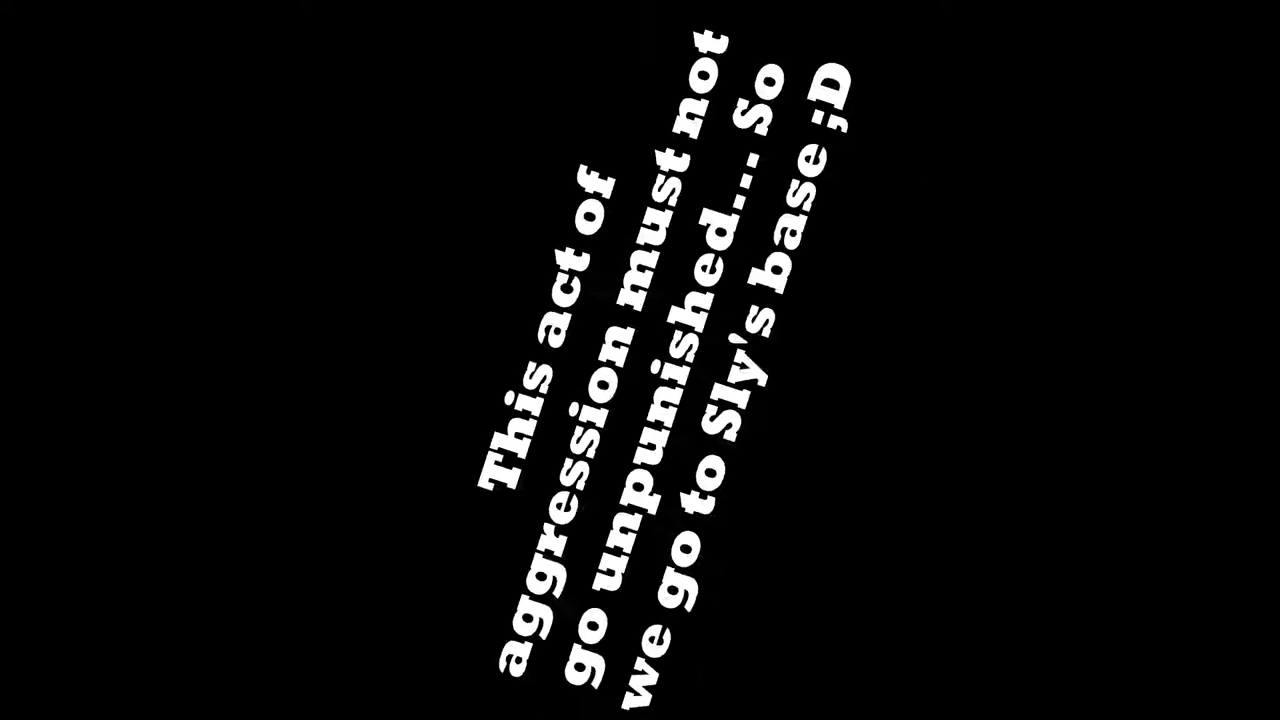 This act of
aggression must not
go unpunished... So
we go to Sly's base ;D